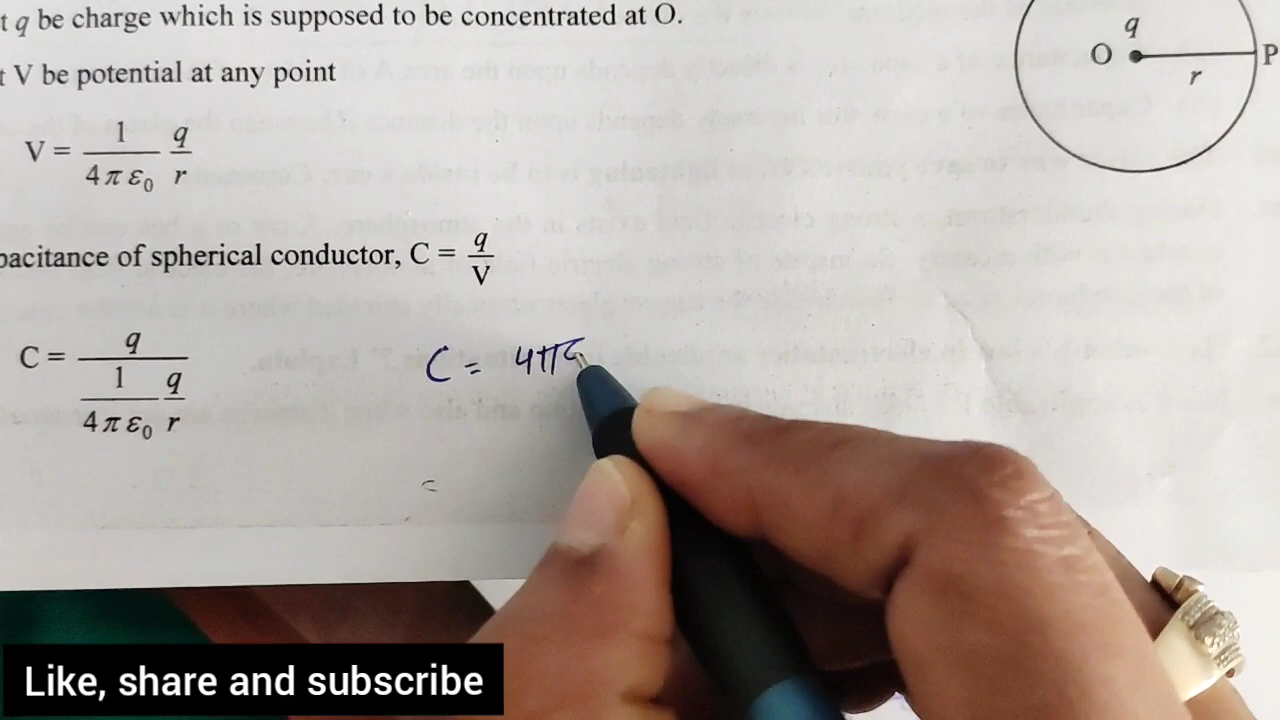 t q be charge which is supposed to be concentrated at O.
t V be potential at any point
V = 1/4πε₀ q/r
pacitance of spherical conductor, C = q/V
C = q/(1/4πε₀ q/r)
C = 4π
q
O
r
P
Like, share and subscribe